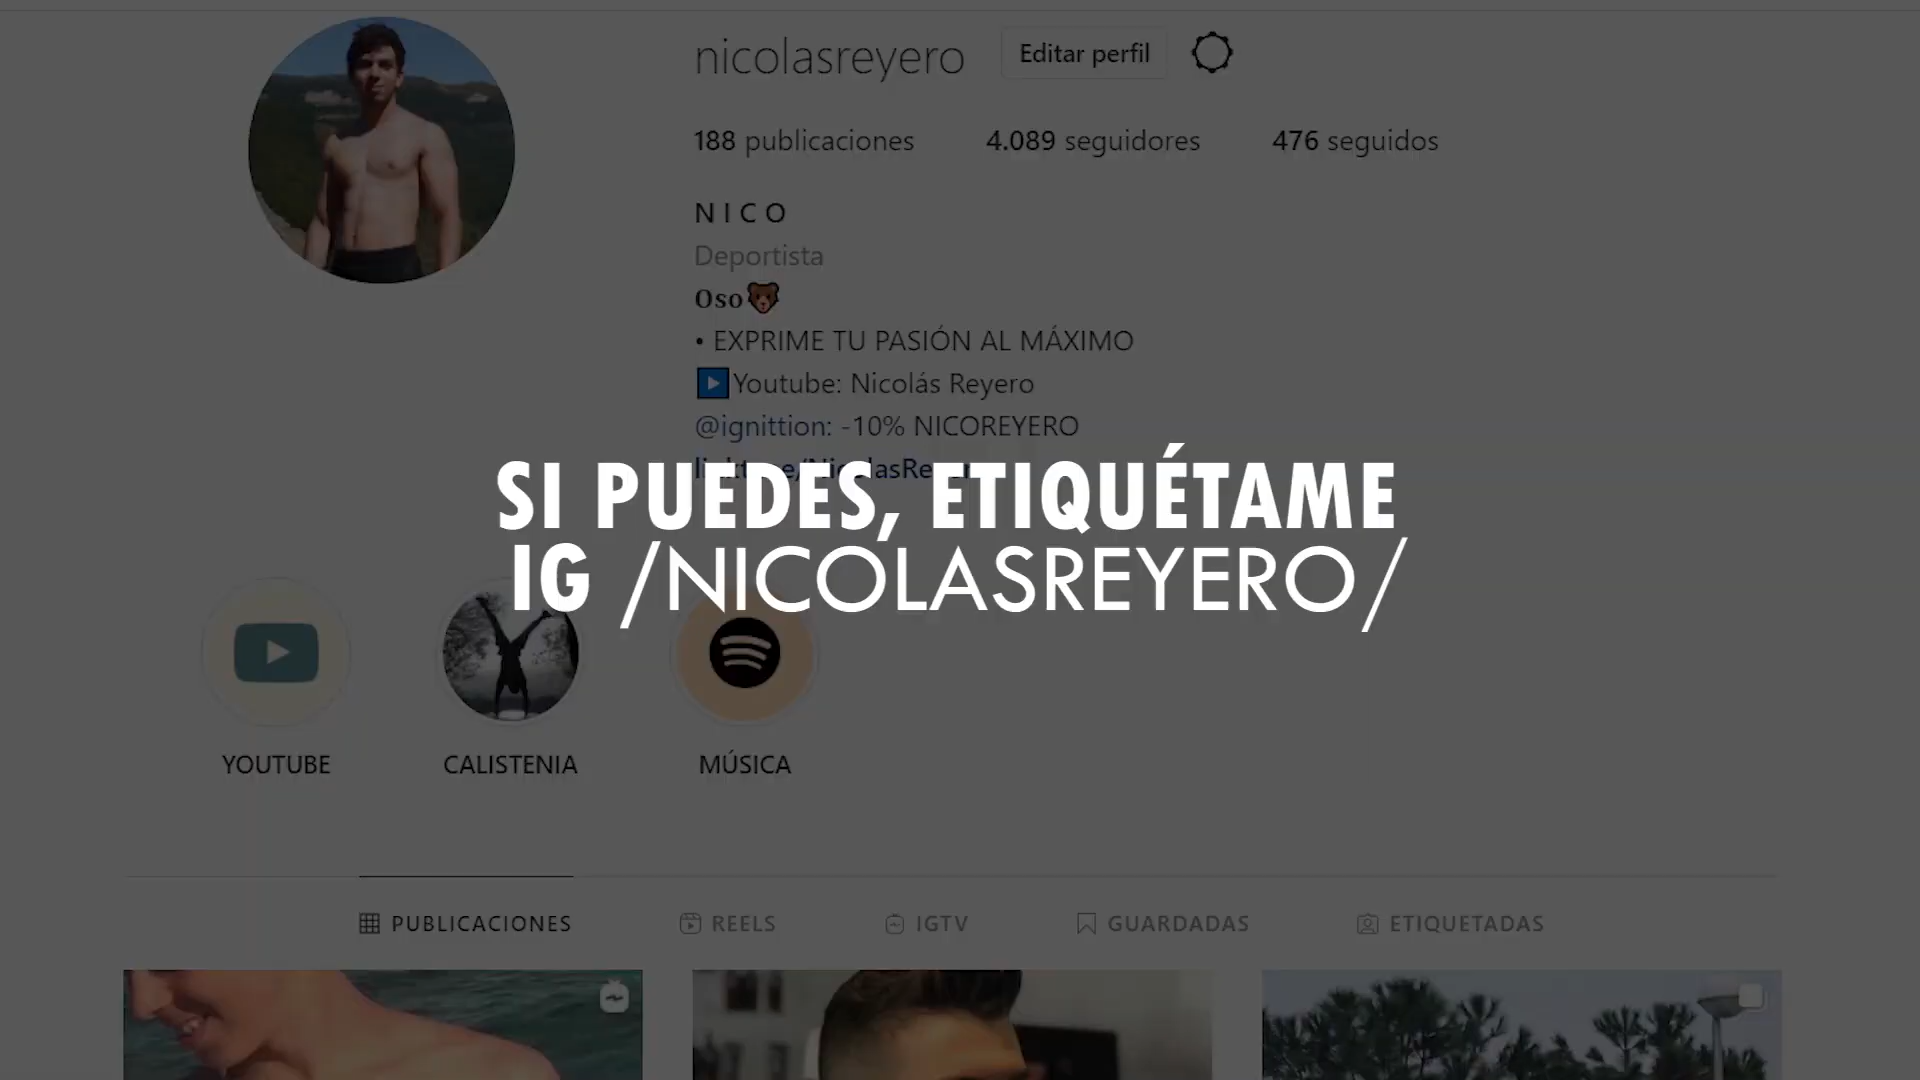 nicolasreyero Editar perfil
188 publicaciones 4.089 seguidores 476 seguidos
N I C O
Deportista
Oso🐻
• EXPRIME TU PASIÓN AL MÁXIMO
▶️Youtube: Nicolás Reyero
@ignittion: -10% NICOREYERO
SI PUEDES, ETIQUÉTAME
IG /NICOLASREYERO/
YOUTUBE CALISTENIA MÚSICA
PUBLICACIONES REELS IGTV GUARDADAS ETIQUETADAS